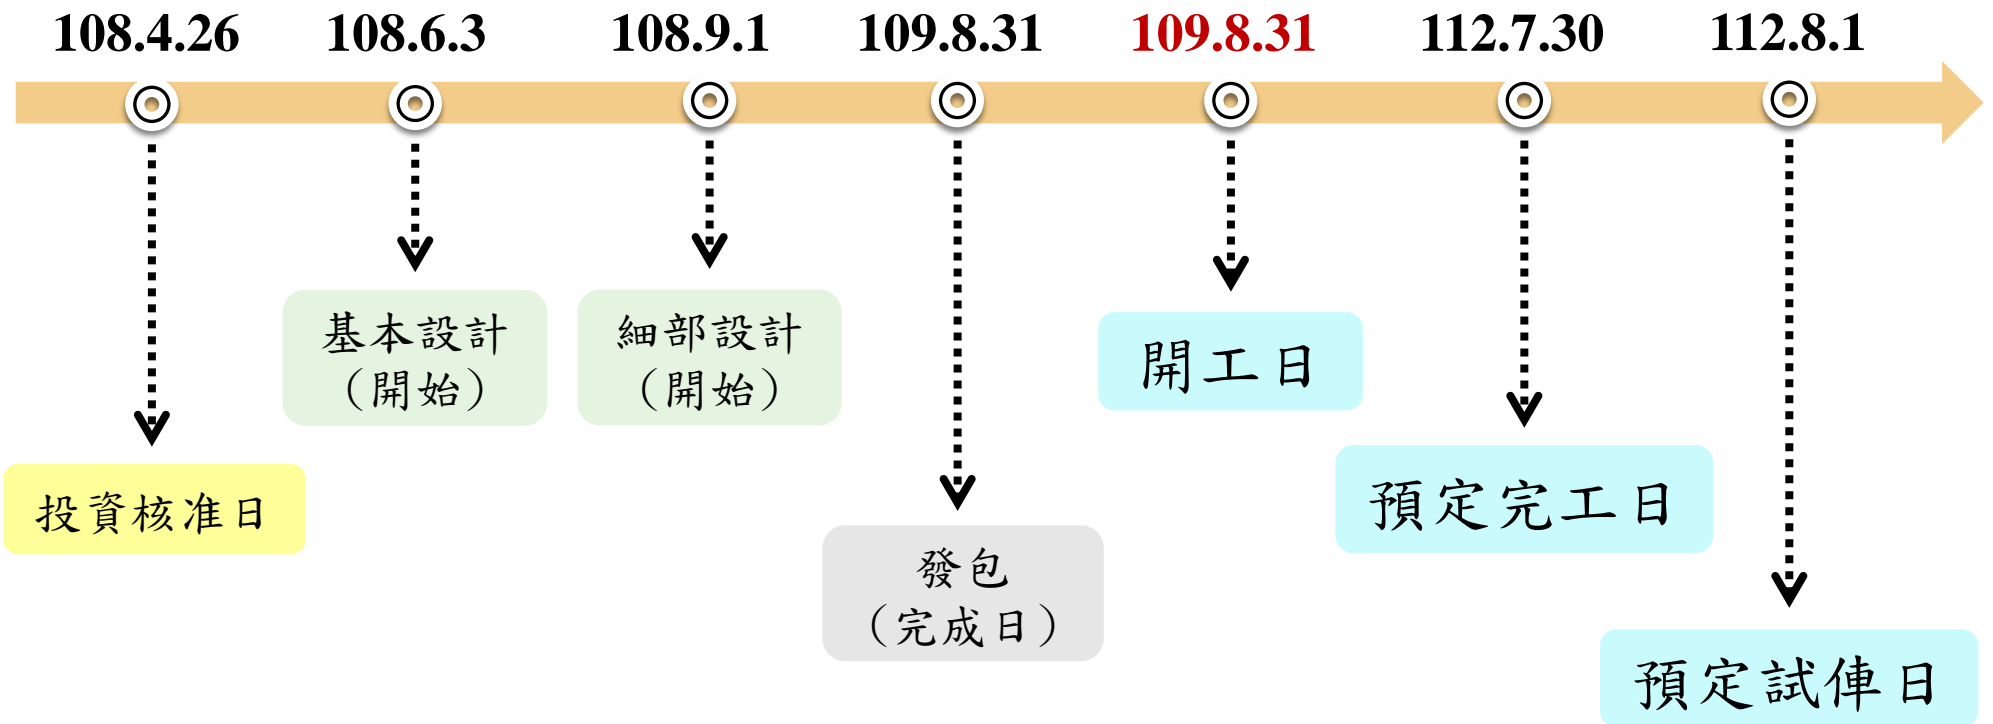 108.4.26
108.6.3
108.9.1
109.8.31
109.8.31
112.7.30
112.8.1
投資核准日
基本設計
（開始）
細部設計
（開始）
發包
（完成日）
開工日
預定完工日
預定試俥日